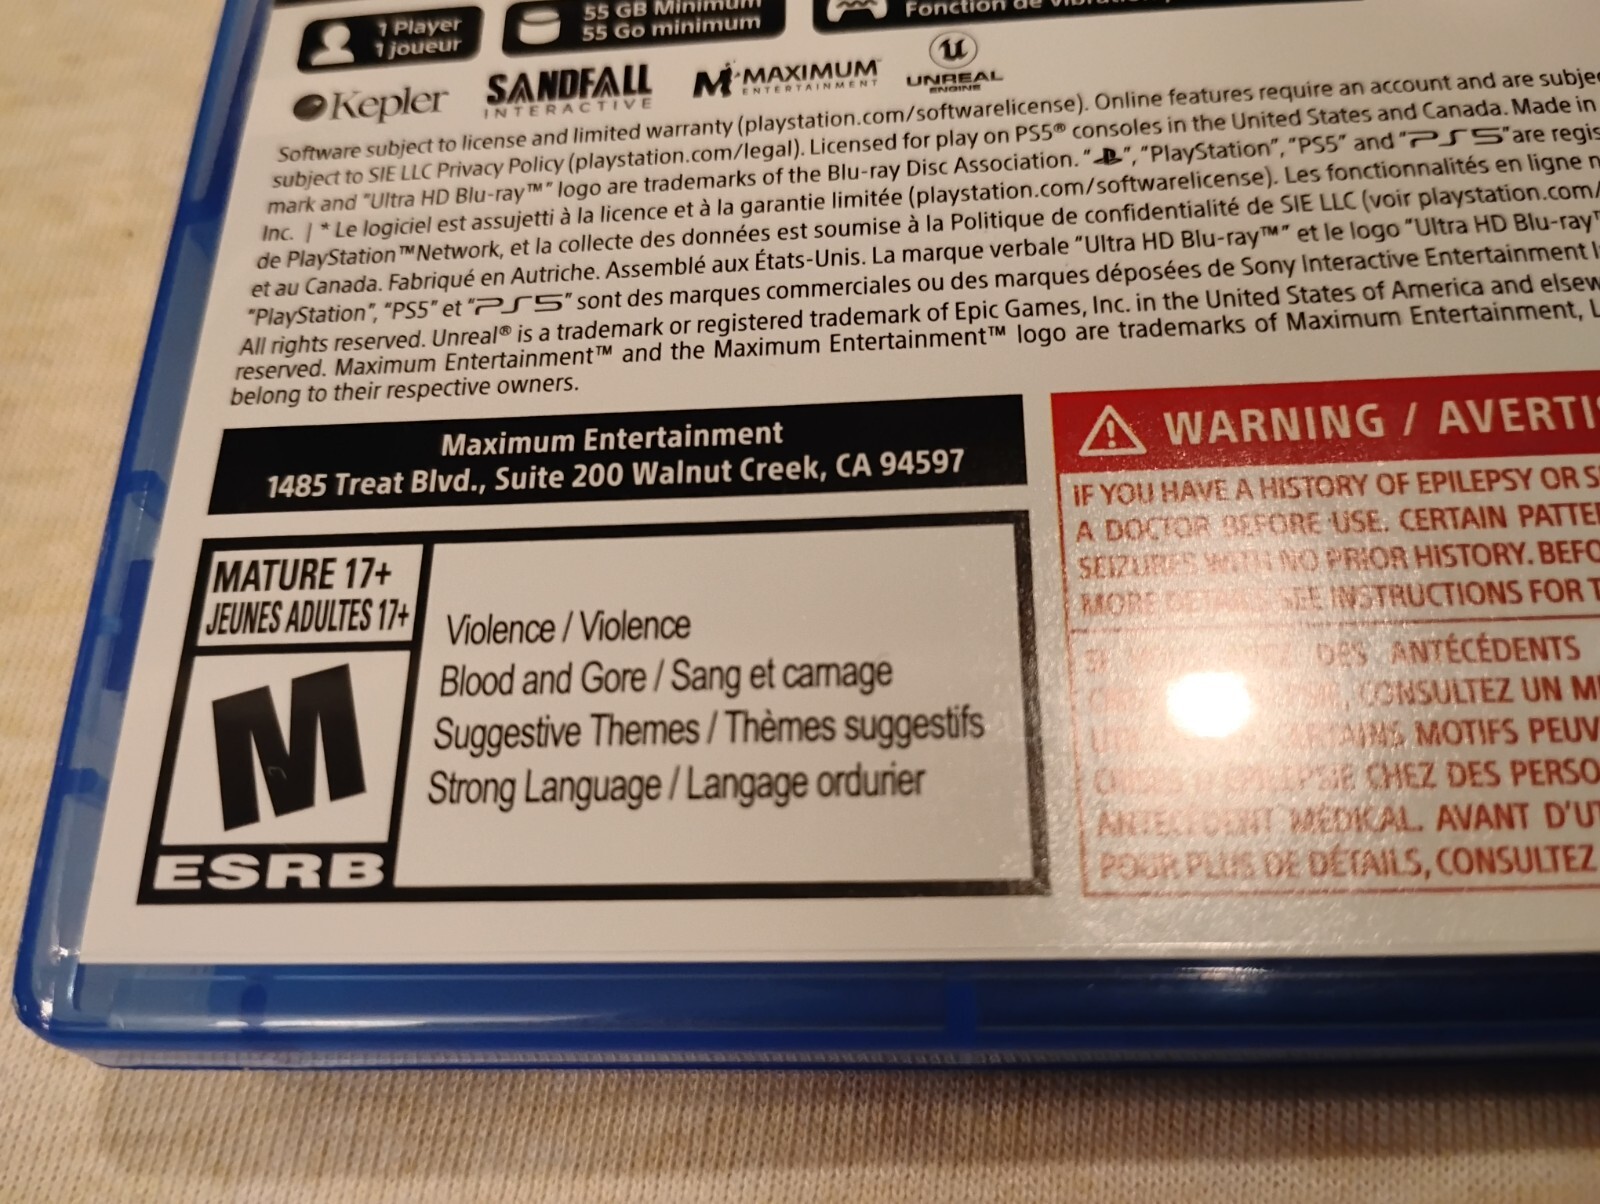 1 Player
1 joueur
55 GB Minimum
55 Go minimum
Fonction de
Kepler
SANDFALL
INTERACTIVE
M MAXIMUM
ENTERTAINMENT
UNREAL
ENGINE
Software subject to license and limited warranty (playstation.com/softwarelicense). Online features require an account and are subjec
subject to SIE LLC Privacy Policy (playstation.com/legal). Licensed for play on PS5® consoles in the United States and Canada. Made in
mark and "Ultra HD Blu-ray™" logo are trademarks of the Blu-ray Disc Association. "", "PlayStation", "PS5" and "PS5" are regis
Inc. | * Le logiciel est assujetti à la licence et à la garantie limitée (playstation.com/softwarelicense). Les fonctionnalités en ligne n
de PlayStation™Network, et la collecte des données est soumise à la Politique de confidentialité de SIE LLC (voir playstation.com/
et au Canada. Fabriqué en Autriche. Assemblé aux États-Unis. La marque verbale "Ultra HD Blu-ray™" et le logo "Ultra HD Blu-ray™
"PlayStation", "PS5" et "PS5" sont des marques commerciales ou des marques déposées de Sony Interactive Entertainment I
All rights reserved. Unreal® is a trademark or registered trademark of Epic Games, Inc. in the United States of America and elsew
reserved. Maximum Entertainment™ and the Maximum Entertainment™ logo are trademarks of Maximum Entertainment, L
belong to their respective owners.
Maximum Entertainment
1485 Treat Blvd., Suite 200 Walnut Creek, CA 94597
MATURE 17+
JEUNES ADULTES 17+
M
ESRB
Violence / Violence
Blood and Gore / Sang et carnage
Suggestive Themes / Thèmes suggestifs
Strong Language / Langage ordurier
WARNING / AVERTIS
IF YOU HAVE A HISTORY OF EPILEPSY OR S
A DOCTOR BEFORE USE. CERTAIN PATTE
SEIZURES WITH NO PRIOR HISTORY. BEFO
MORE DETAILS SEE INSTRUCTIONS FOR T
DES ANTÉCÉDENTS
CONSULTEZ UN M
CERTAINS MOTIFS PEUV
CHEZ DES PERSO
ANTÉCÉDENT MÉDICAL. AVANT D'UT
POUR PLUS DE DÉTAILS, CONSULTEZ